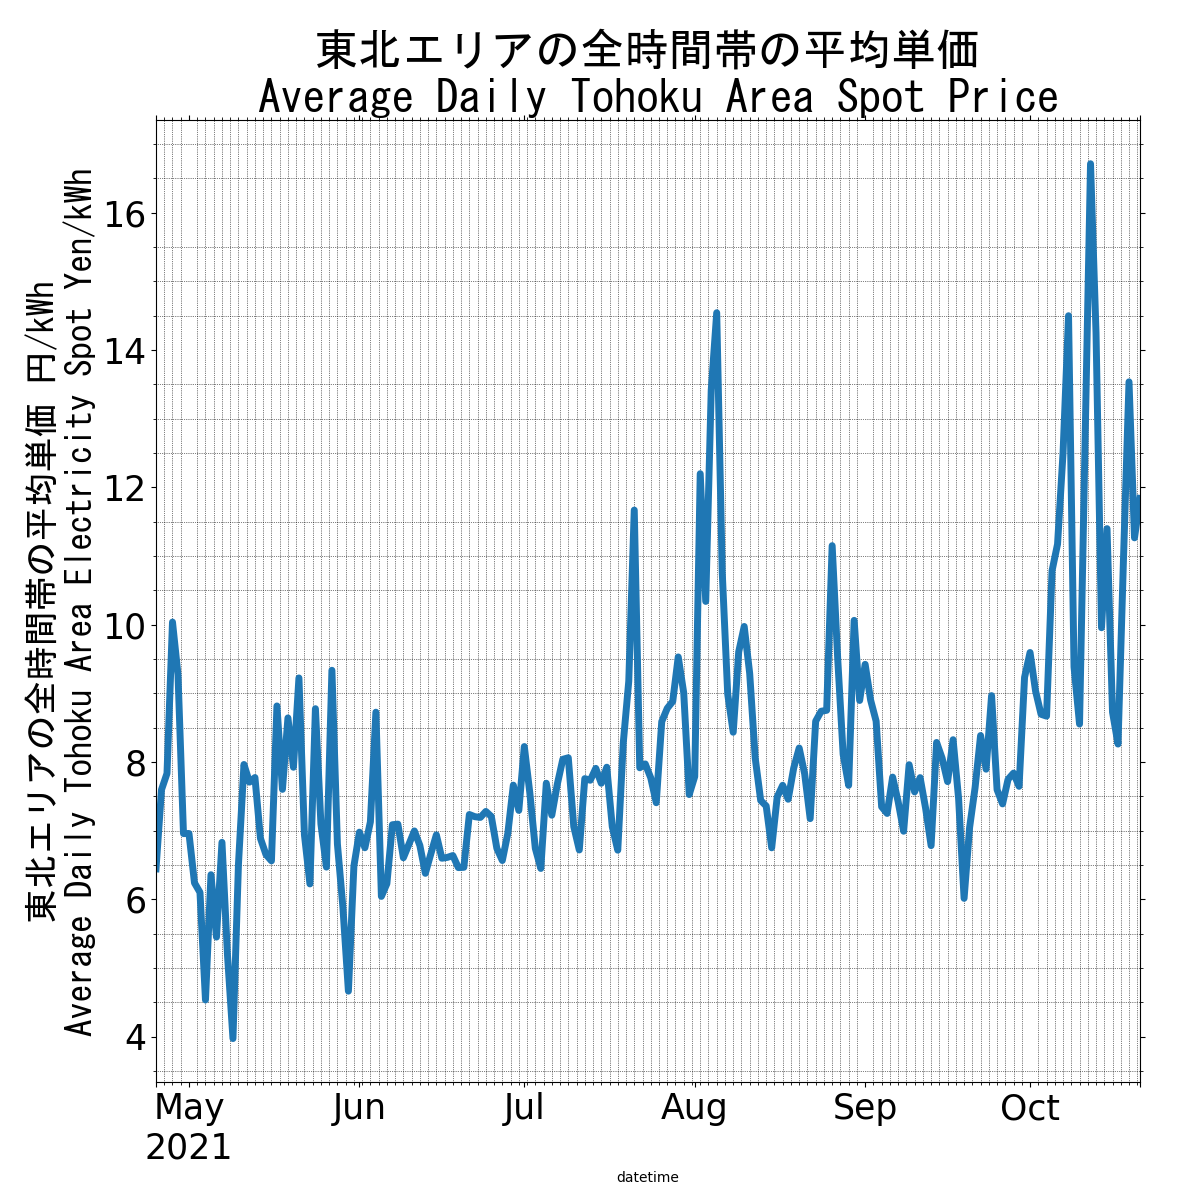 東北エリアの全時間帯の平均単価
Average Daily Tohoku Area Spot Price
東北エリアの全時間帯の平均単価 円/kWh
Average Daily Tohoku Area Electricity Spot Yen/kWh
16
14
12
10
8
6
4
May Jun Jul Aug Sep Oct
2021
datetime